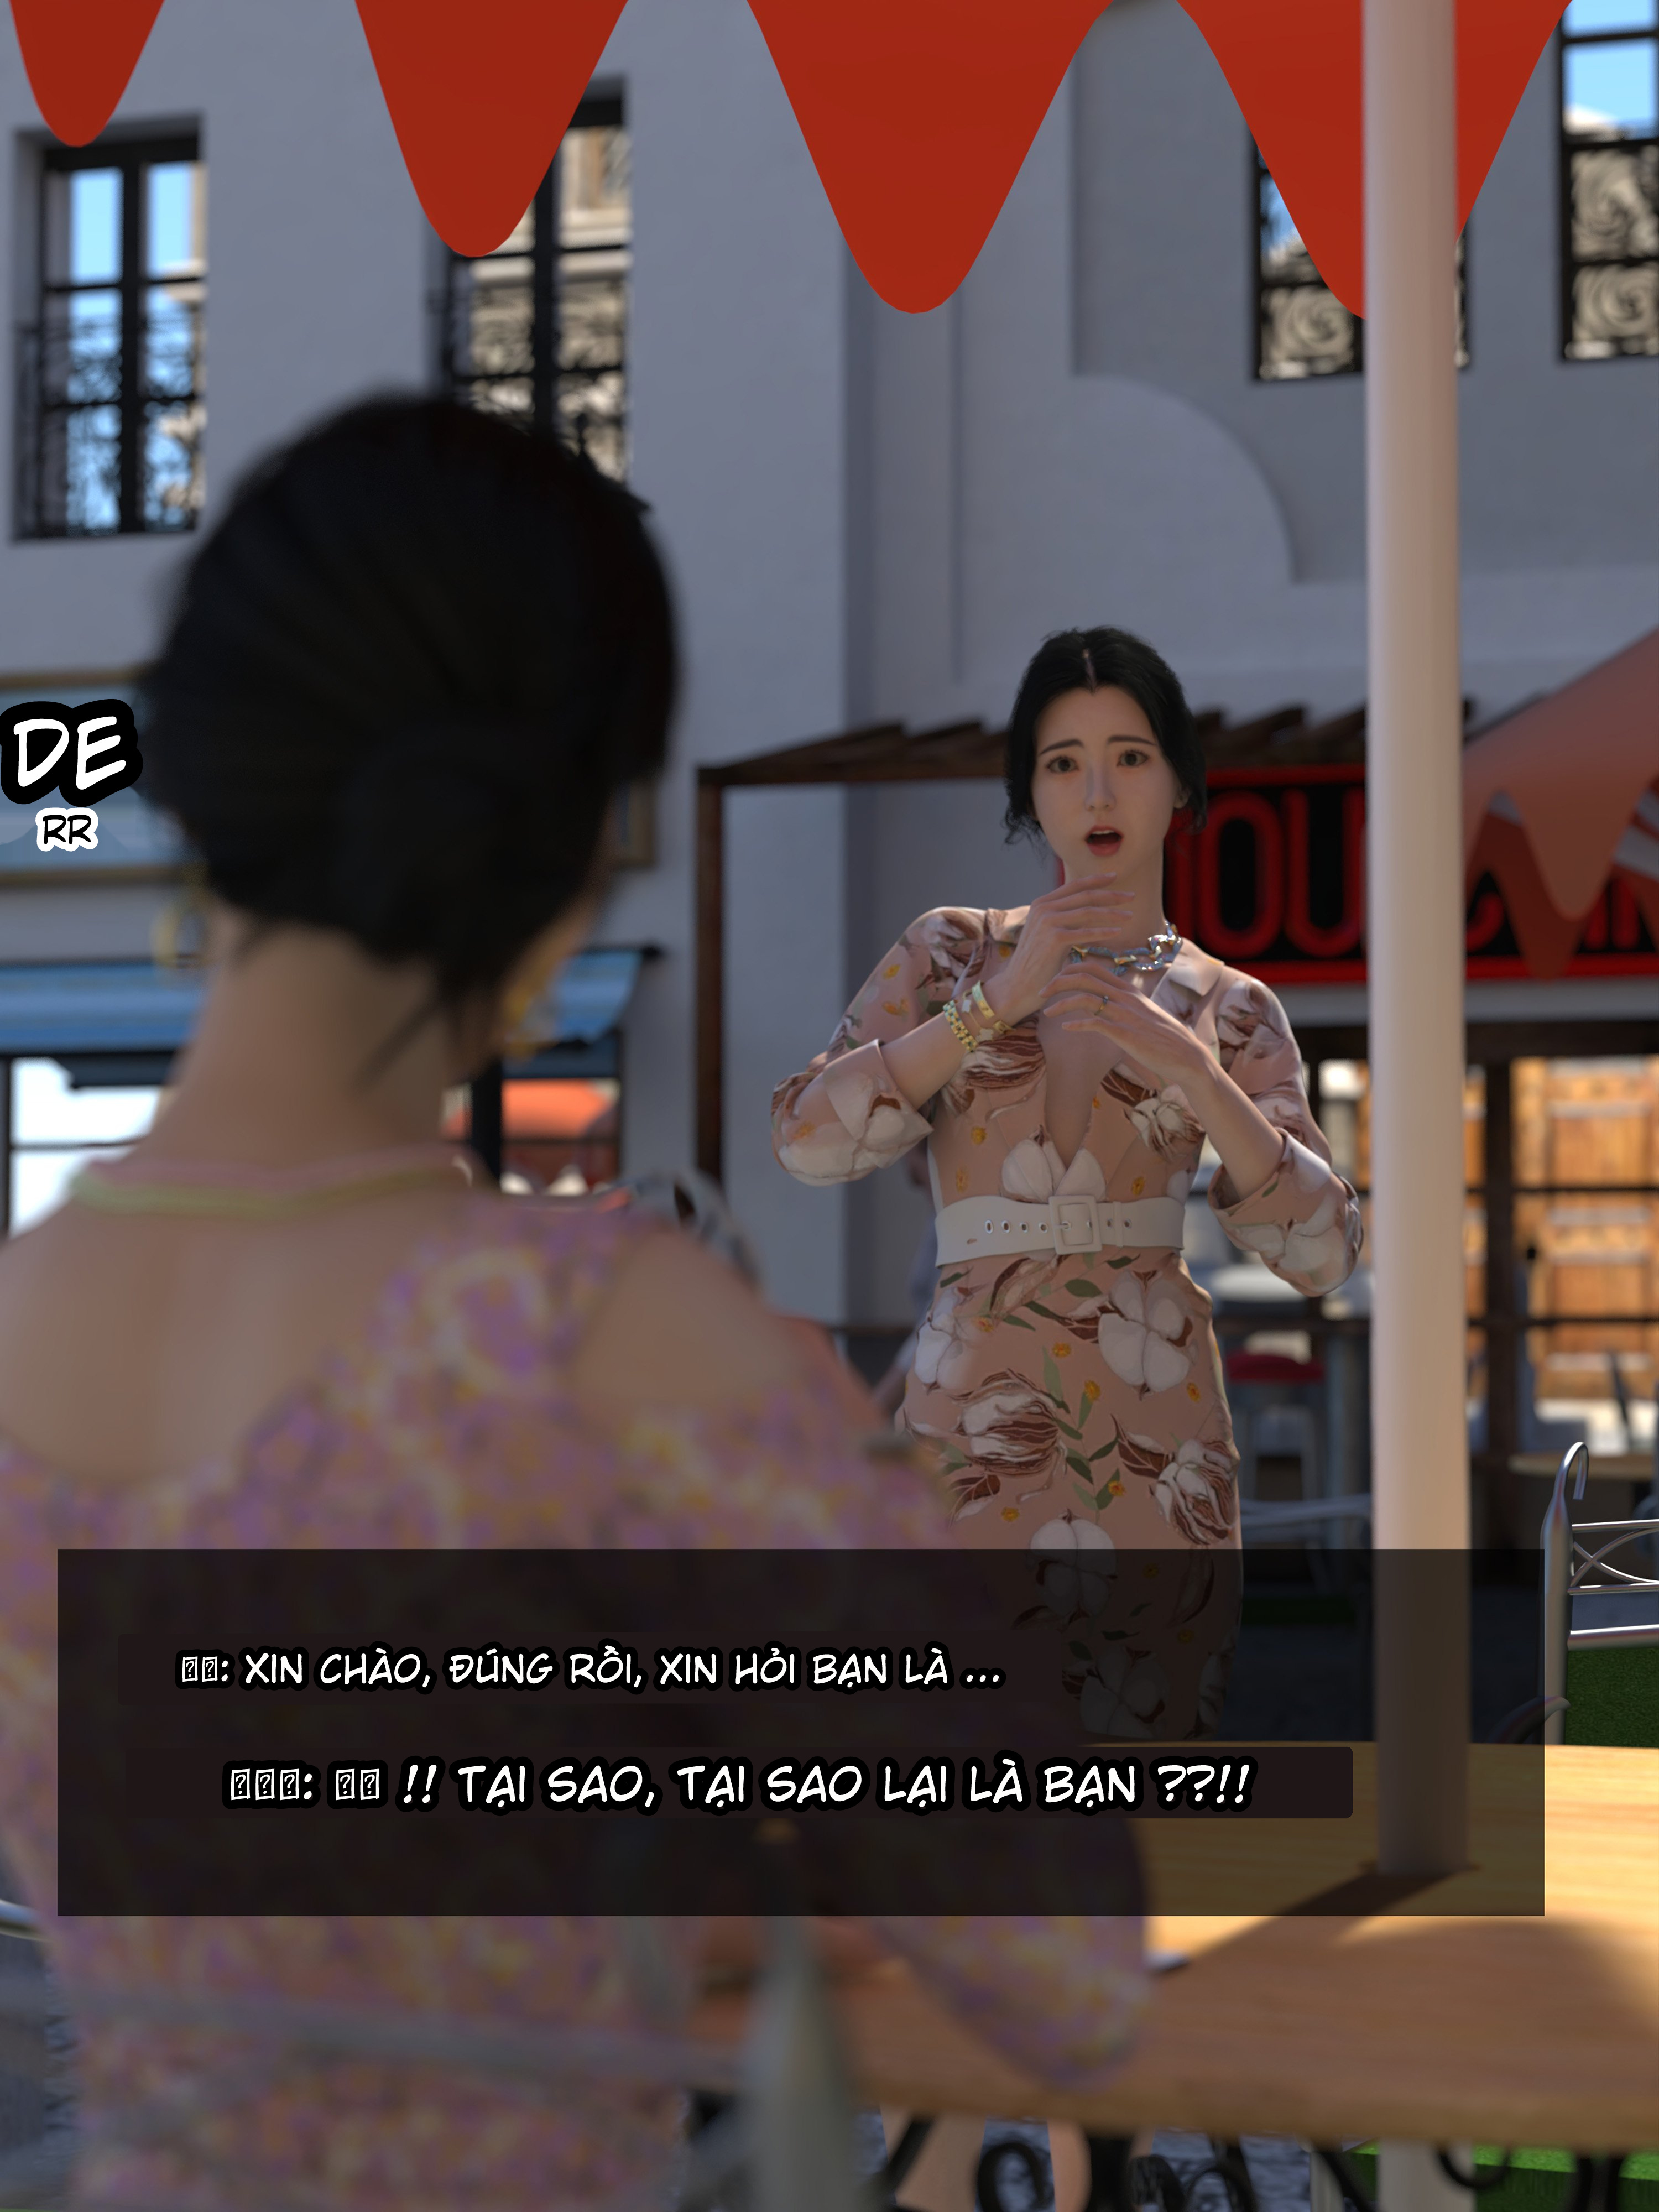 DE
RR
XIN CHÀO, ĐÚNG RỒI, XIN HỎI BẠN LÀ ...
!! TẠI SAO, TẠI SAO LẠI LÀ BẠN ??!!